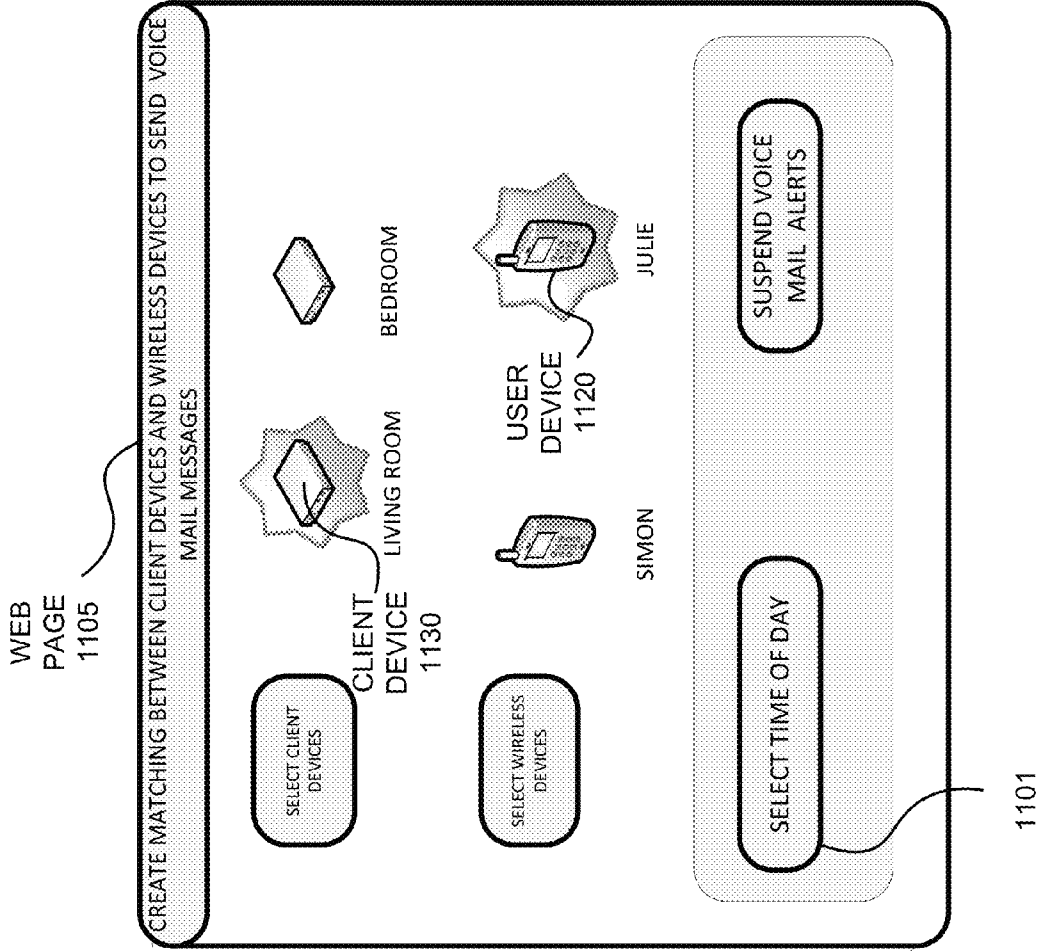 WEB
PAGE
1105
CREATE MATCHING BETWEEN CLIENT DEVICES AND WIRELESS DEVICES TO SEND VOICE
MAIL MESSAGES
SELECT CLIENT
DEVICES
LIVING ROOM
BEDROOM
CLIENT
DEVICE
1130
SELECT WIRELESS
DEVICES
USER
DEVICE
1120
SIMON
JULIE
SELECT TIME OF DAY
SUSPEND VOICE
MAIL ALERTS
1101